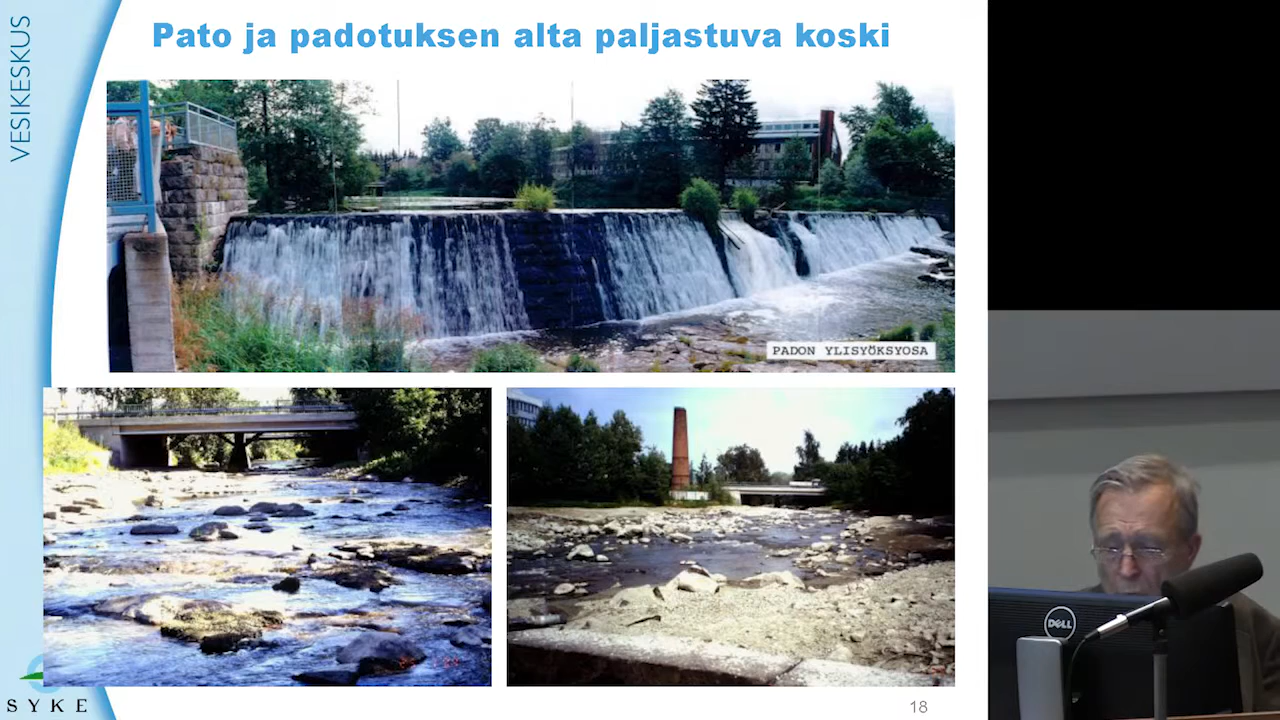 VESIKESKUS
Pato ja padotuksen alta paljastuva koski
PADON YLISYÖKSYOSA
SYKE
18
DELL